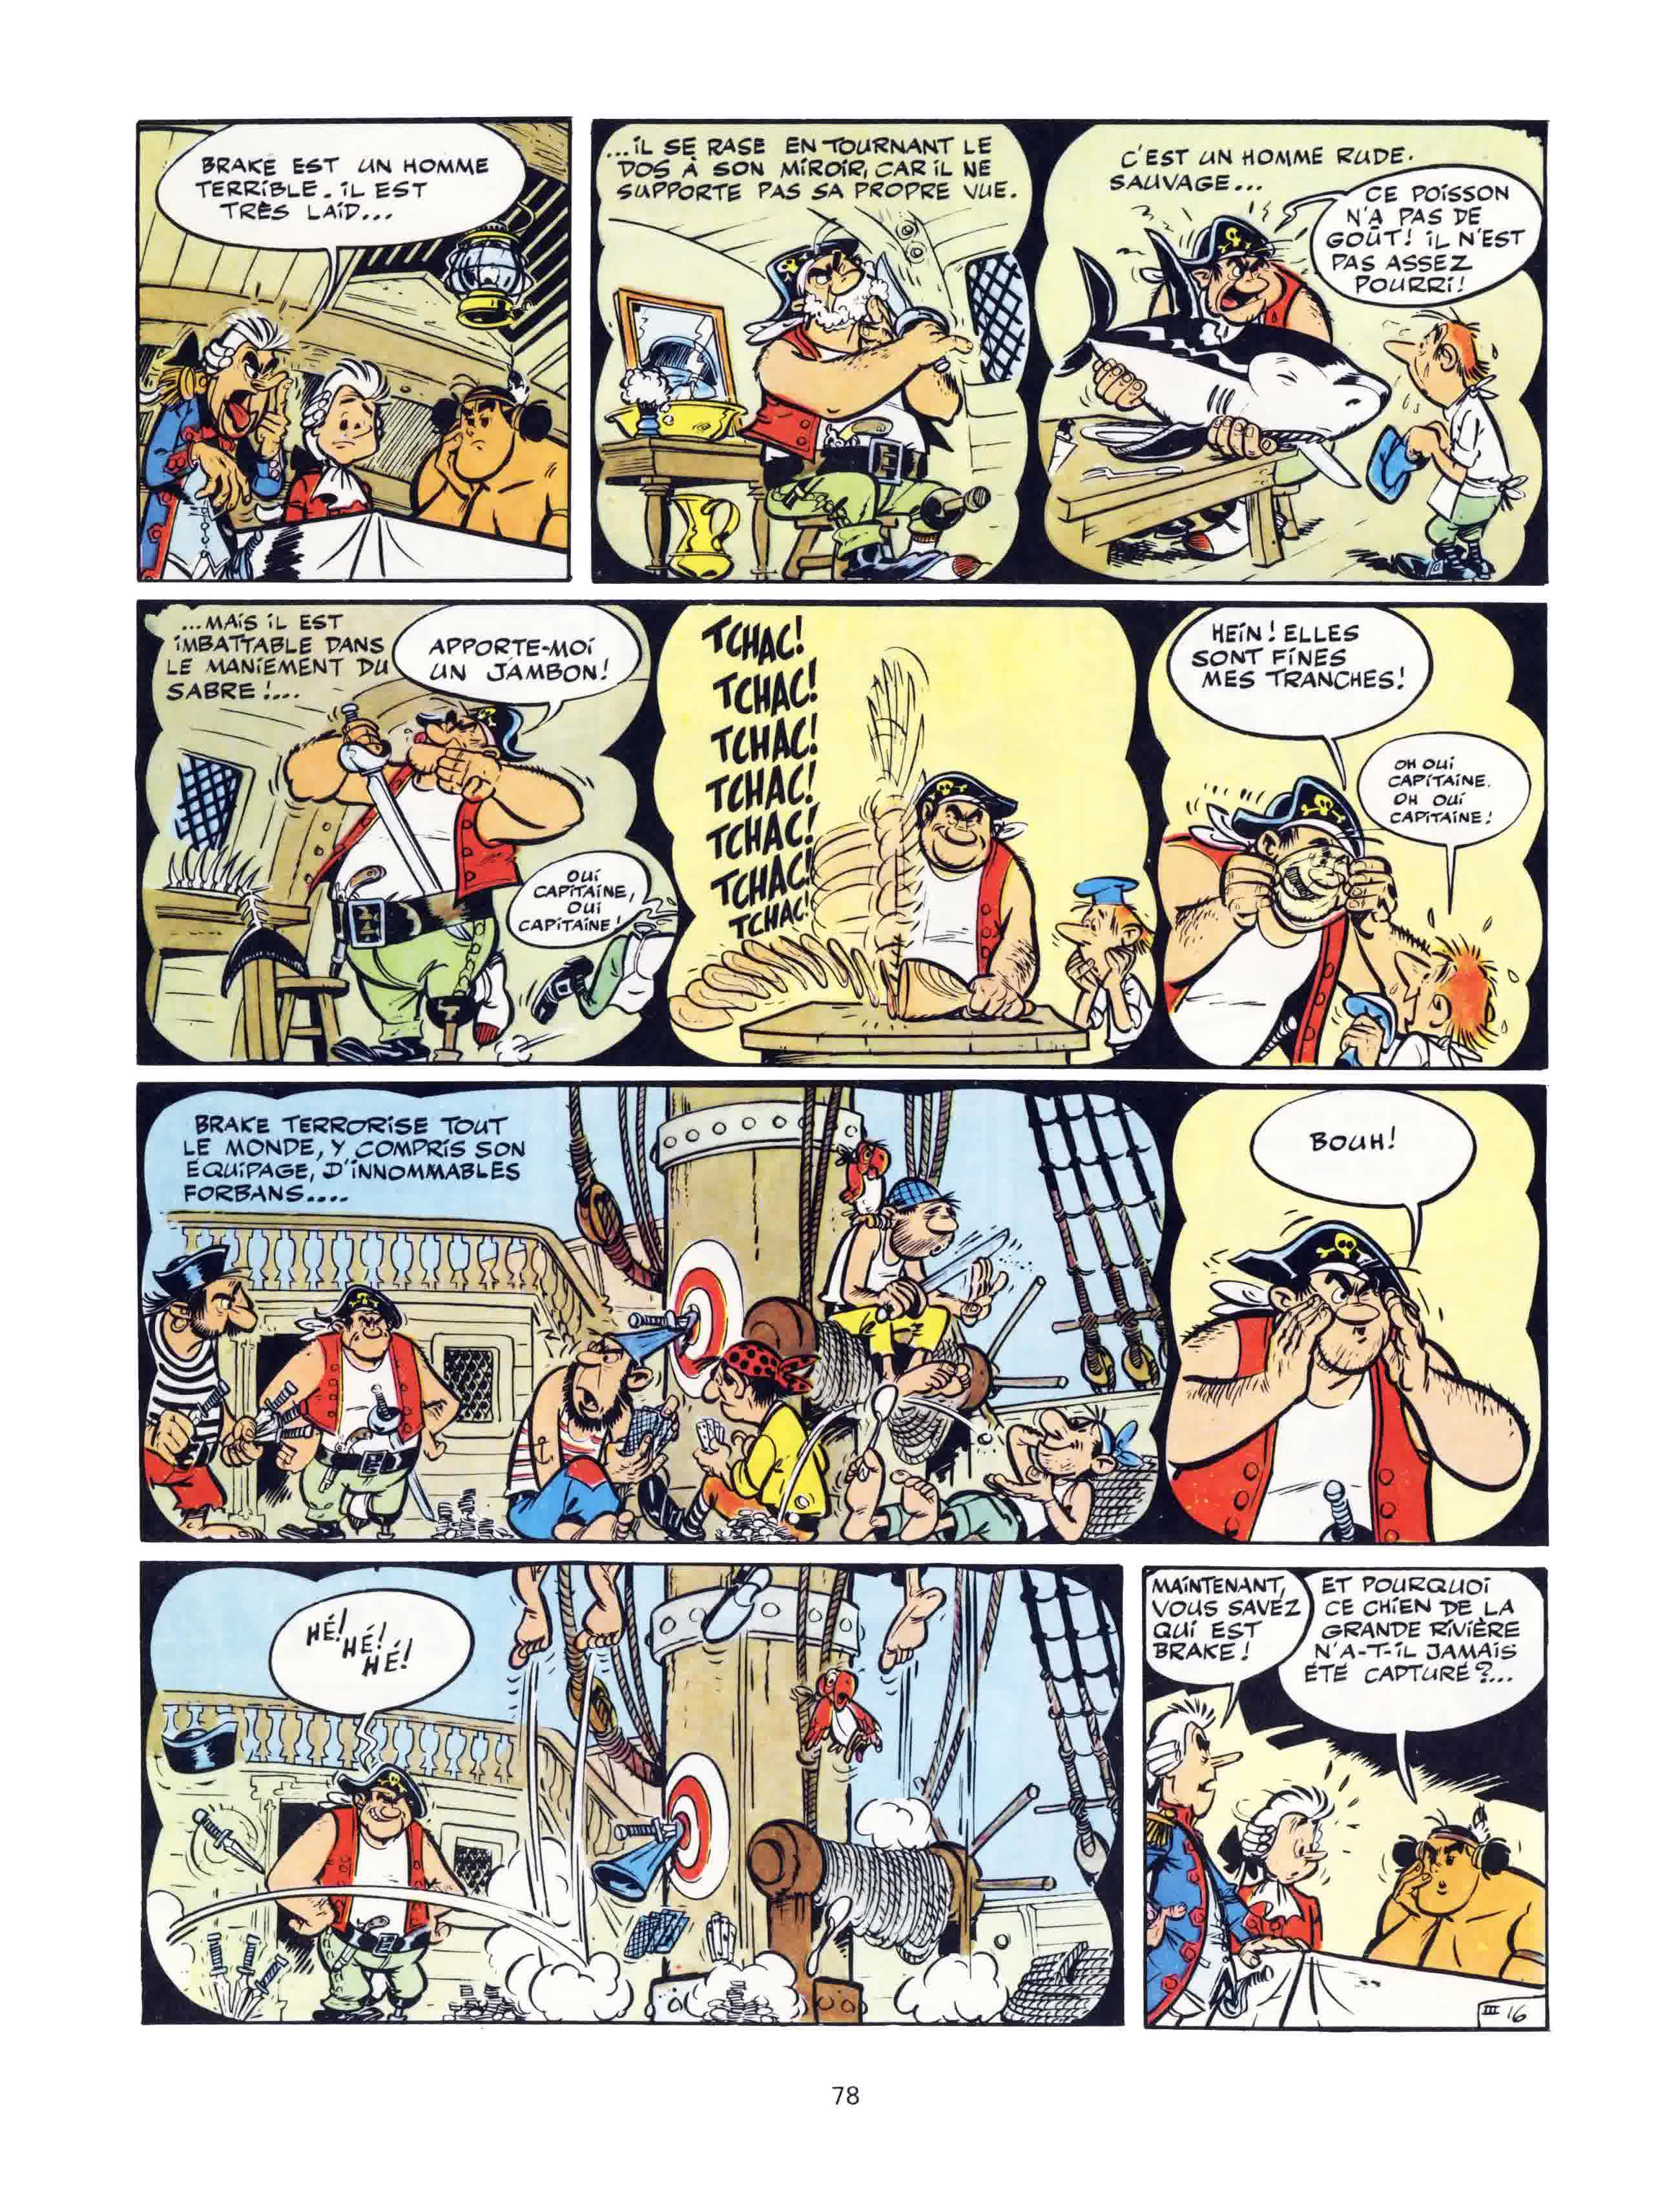 BRAKE EST UN HOMME
TERRIBLE. IL EST
TRÈS LAID...
...IL SE RASE EN TOURNANT LE
DOS À SON MIROIR, CAR IL NE
SUPPORTE PAS SA PROPRE VUE.
C'EST UN HOMME RUDE.
SAUVAGE...
CE POISSON
N'A PAS DE
GOÛT! IL N'EST
PAS ASSEZ
POURRI!
...MAIS IL EST
IMBATTABLE DANS
LE MANIEMENT DU
SABRE!...
APPORTE-MOI
UN JAMBON!
OUI
CAPITAINE,
OUI
CAPITAINE!
TCHAC!
TCHAC!
TCHAC!
TCHAC!
TCHAC!
TCHAC!
TCHAC!
HEIN! ELLES
SONT FINES
MES TRANCHES!
OH OUI
CAPITAINE.
OH OUI
CAPITAINE!
BRAKE TERRORISE TOUT
LE MONDE, Y COMPRIS SON
EQUIPAGE, D'INNOMMABLES
FORBANS....
BOUH!
HÉ!
HÉ!
HÉ!
MAINTENANT,
VOUS SAVEZ
QUI EST
BRAKE!
ET POURQUOI
CE CHIEN DE LA
GRANDE RIVIÈRE
N'A-T-IL JAMAIS
ÉTÉ CAPTURÉ?...
III 16
78